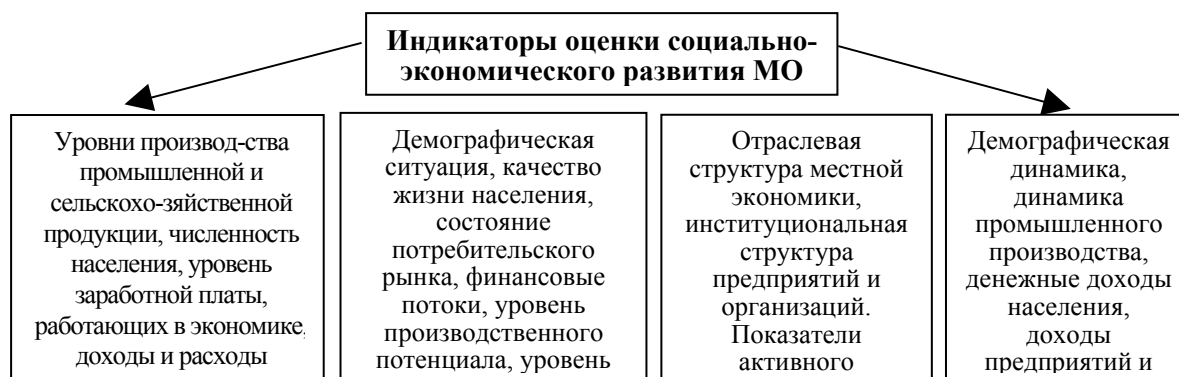 Индикаторы оценки социально-
экономического развития МО
Уровни производ-ства
промышленной и
сельскохо-зяйственной
продукции, численность
населения, уровень
заработной платы,
работающих в экономике,
доходы и расходы
Демографическая
ситуация, качество
жизни населения,
состояние
потребительского
рынка, финансовые
потоки, уровень
производственного
потенциала, уровень
Отраслевая
структура местной
экономики,
институциональная
структура
предприятий и
организаций.
Показатели
активного
Демографическая
динамика,
динамика
промышленного
производства,
денежные доходы
населения,
доходы
предприятий и